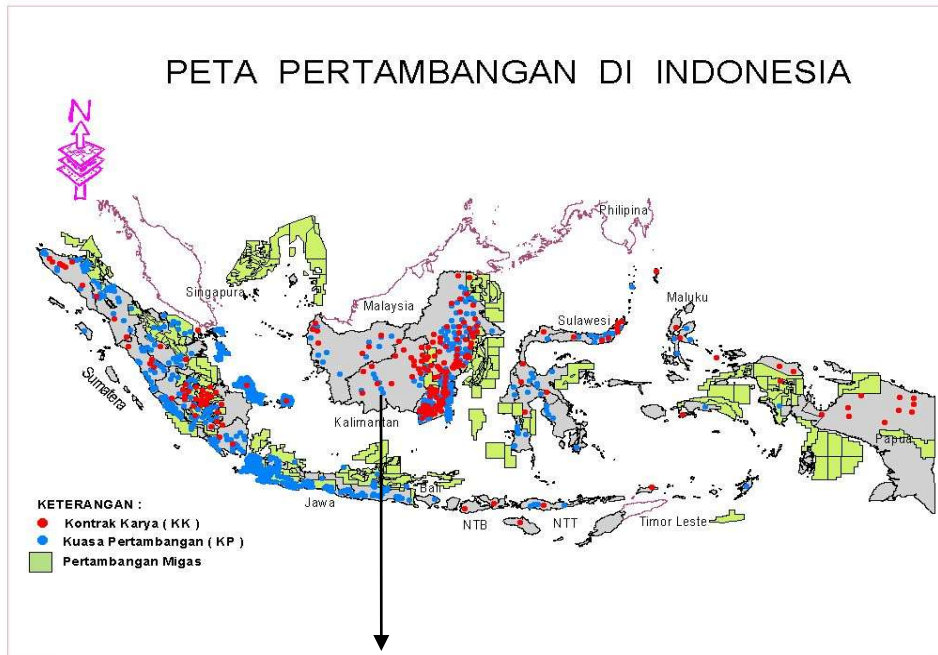 PETA PERTAMBANGAN DI INDONESIA
N
Philipina
Singapura
Malaysia
Maluku
Sulawesi
Sumatera
Kalimantan
Papua
Bali
Jawa
NTB
NTT
Timor Leste
KETERANGAN :
Kontrak Karya ( KK )
Kuasa Pertambangan ( KP )
Pertambangan Migas